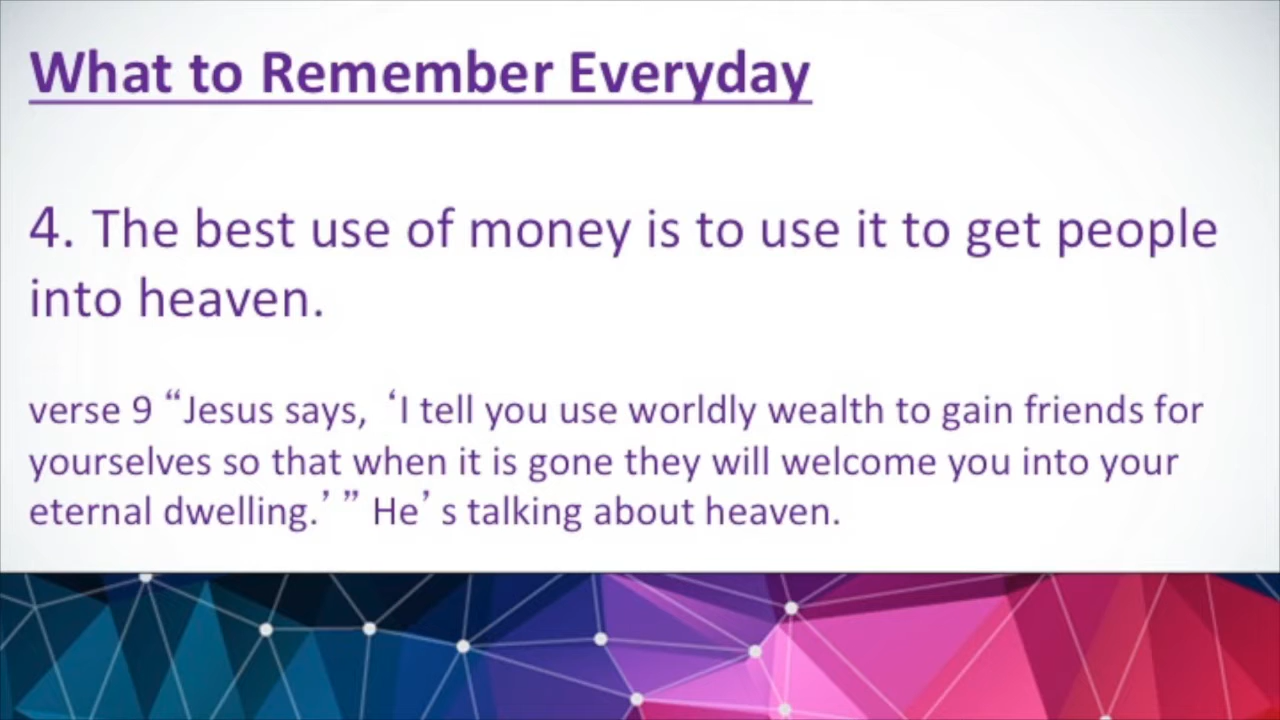 What to Remember Everyday
4. The best use of money is to use it to get people
into heaven.
verse 9 “Jesus says, ‘I tell you use worldly wealth to gain friends for
yourselves so that when it is gone they will welcome you into your
eternal dwelling.’ ” He’s talking about heaven.